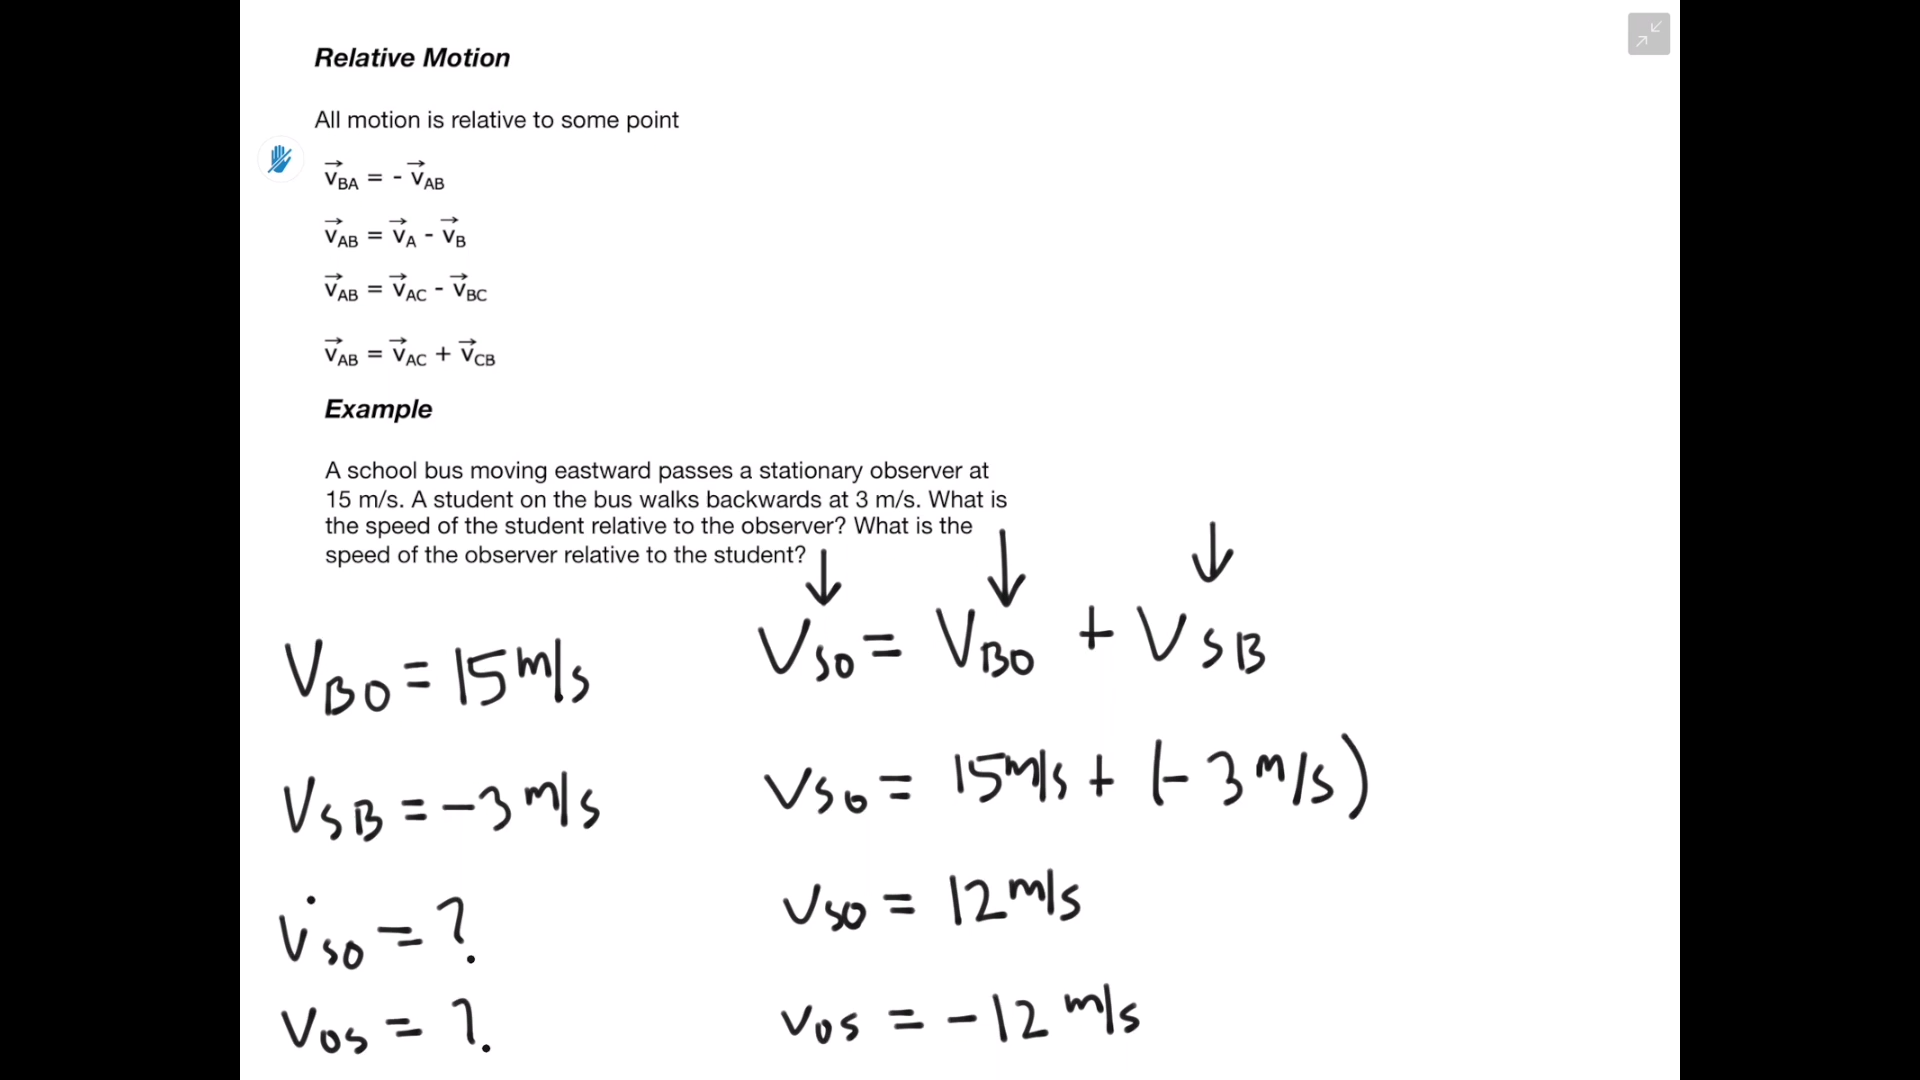 Relative Motion
All motion is relative to some point
v⃗BA = - v⃗AB
v⃗AB = v⃗A - v⃗B
v⃗AB = v⃗AC - v⃗BC
v⃗AB = v⃗AC + v⃗CB
Example
A school bus moving eastward passes a stationary observer at
15 m/s. A student on the bus walks backwards at 3 m/s. What is
the speed of the student relative to the observer? What is the
speed of the observer relative to the student?
VBO = 15 m/s
VSB = -3 m/s
VSO = ?
VOS = ?
VSO = VBO + VSB
VSO = 15 m/s + (-3 m/s)
VSO = 12 m/s
VOS = -12 m/s